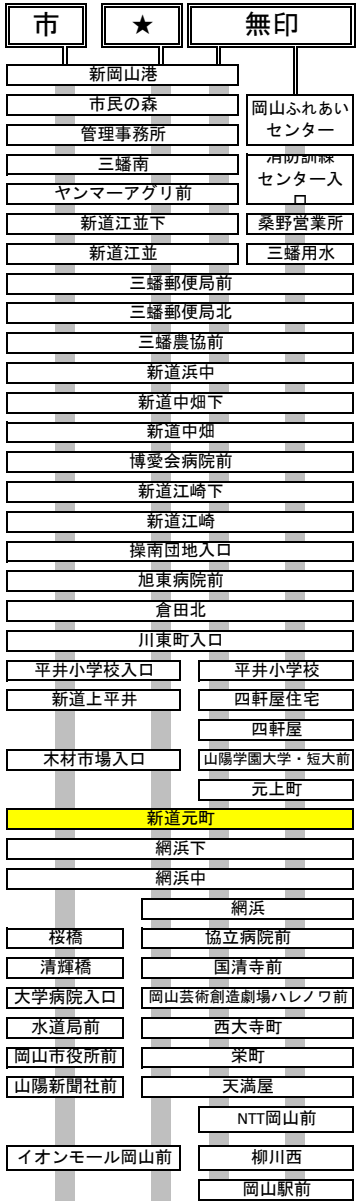 市 ★ 無印
新岡山港
市民の森
岡山ふれあい
センター
管理事務所
三蟠南
消防訓練
センター入
口
ヤンマーアグリ前
新道江並下 桑野営業所
新道江並 三蟠用水
三蟠郵便局前
三蟠郵便局北
三蟠農協前
新道浜中
新道中畑下
新道中畑
博愛会病院前
新道江崎下
新道江崎
操南団地入口
旭東病院前
倉田北
川東町入口
平井小学校入口 平井小学校
新道上平井 四軒屋住宅
四軒屋
木材市場入口 山陽学園大学・短大前
元上町
新道元町
網浜下
網浜中
網浜
桜橋 協立病院前
清輝橋 国清寺前
大学病院入口 岡山芸術創造劇場ハレノワ前
水道局前 西大寺町
岡山市役所前 栄町
山陽新聞社前 天満屋
NTT岡山前
イオンモール岡山前 柳川西
岡山駅前